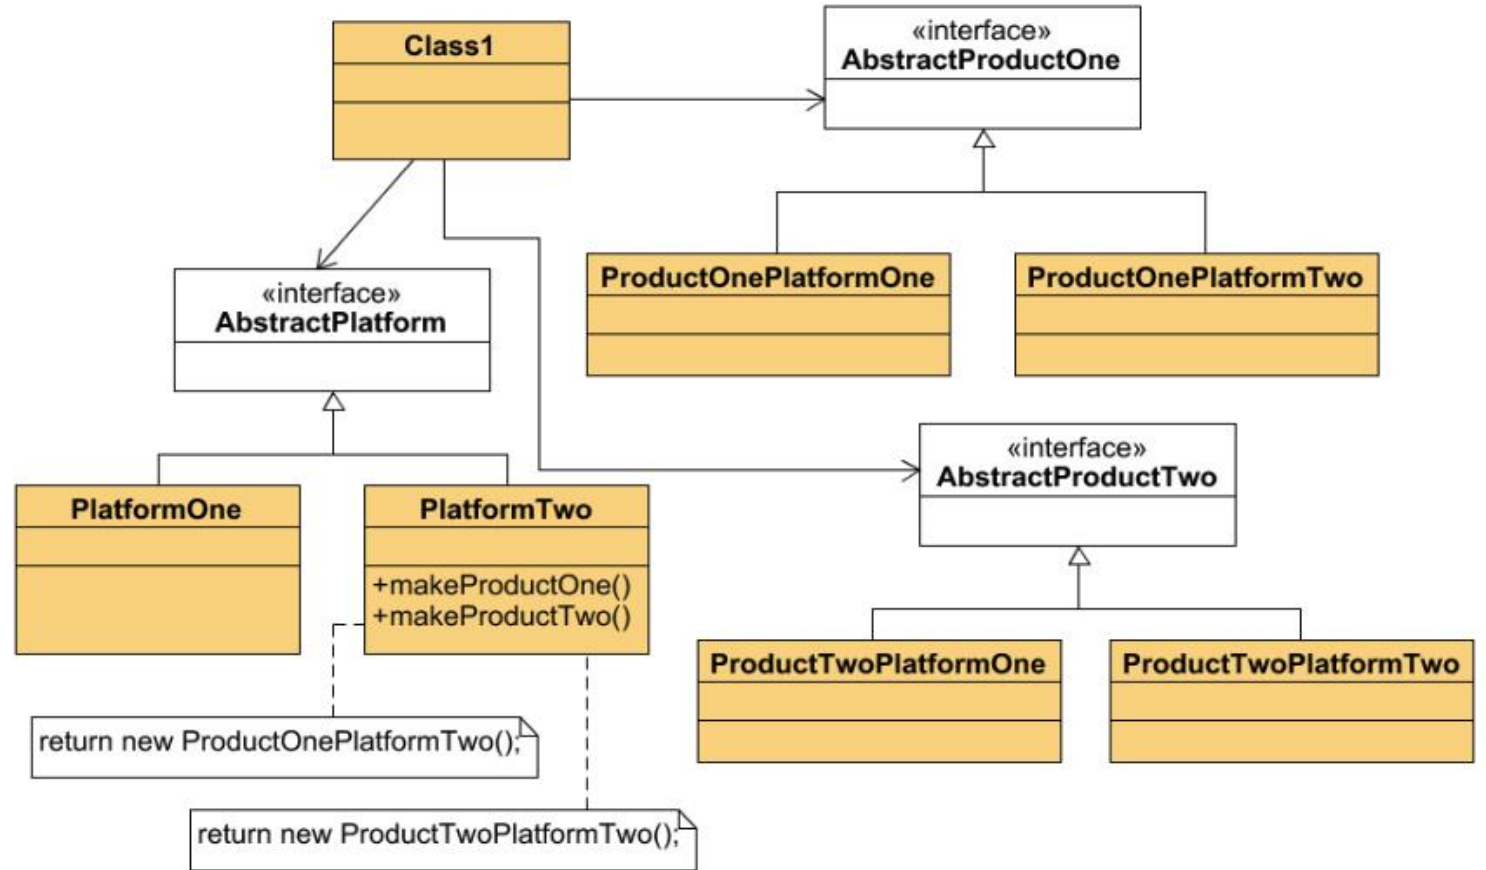 Class1
«interface»
AbstractProductOne
ProductOnePlatformOne
ProductOnePlatformTwo
«interface»
AbstractPlatform
«interface»
AbstractProductTwo
PlatformOne
PlatformTwo
+makeProductOne()
+makeProductTwo()
ProductTwoPlatformOne
ProductTwoPlatformTwo
return new ProductOnePlatformTwo();
return new ProductTwoPlatformTwo();